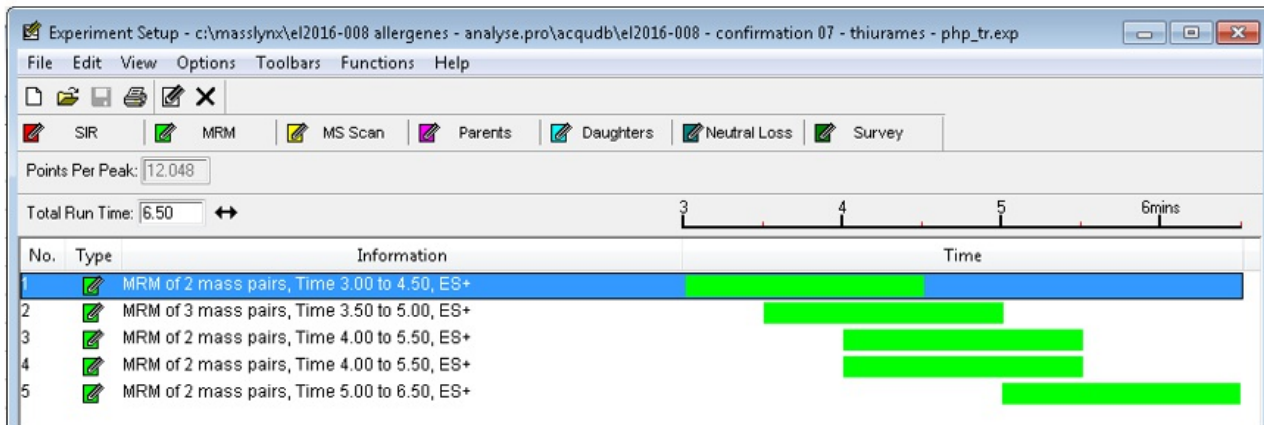 Experiment Setup - c:\masslynx\el2016-008 allergenes - analyse.pro\acqudb\el2016-008 - confirmation 07 - thiurames - php_tr.exp
File Edit View Options Toolbars Functions Help
SIR MRM MS Scan Parents Daughters Neutral Loss Survey
Points Per Peak: 12.048
Total Run Time: 6.50 3 4 5 6mins
No. Type Information Time
1 MRM of 2 mass pairs, Time 3.00 to 4.50, ES+
2 MRM of 3 mass pairs, Time 3.50 to 5.00, ES+
3 MRM of 2 mass pairs, Time 4.00 to 5.50, ES+
4 MRM of 2 mass pairs, Time 4.00 to 5.50, ES+
5 MRM of 2 mass pairs, Time 5.00 to 6.50, ES+